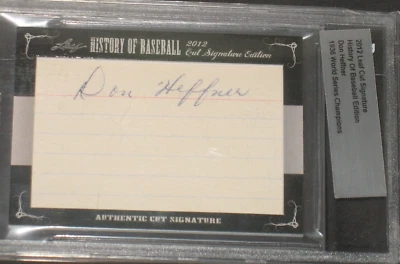 Leaf HISTORY OF BASEBALL 2012 Cut Signature Edition
Don Heffner
AUTHENTIC CUT SIGNATURE
2012 Leaf Cut Signature
History Of Baseball Edition
Don Heffner
1936 World Series Champions